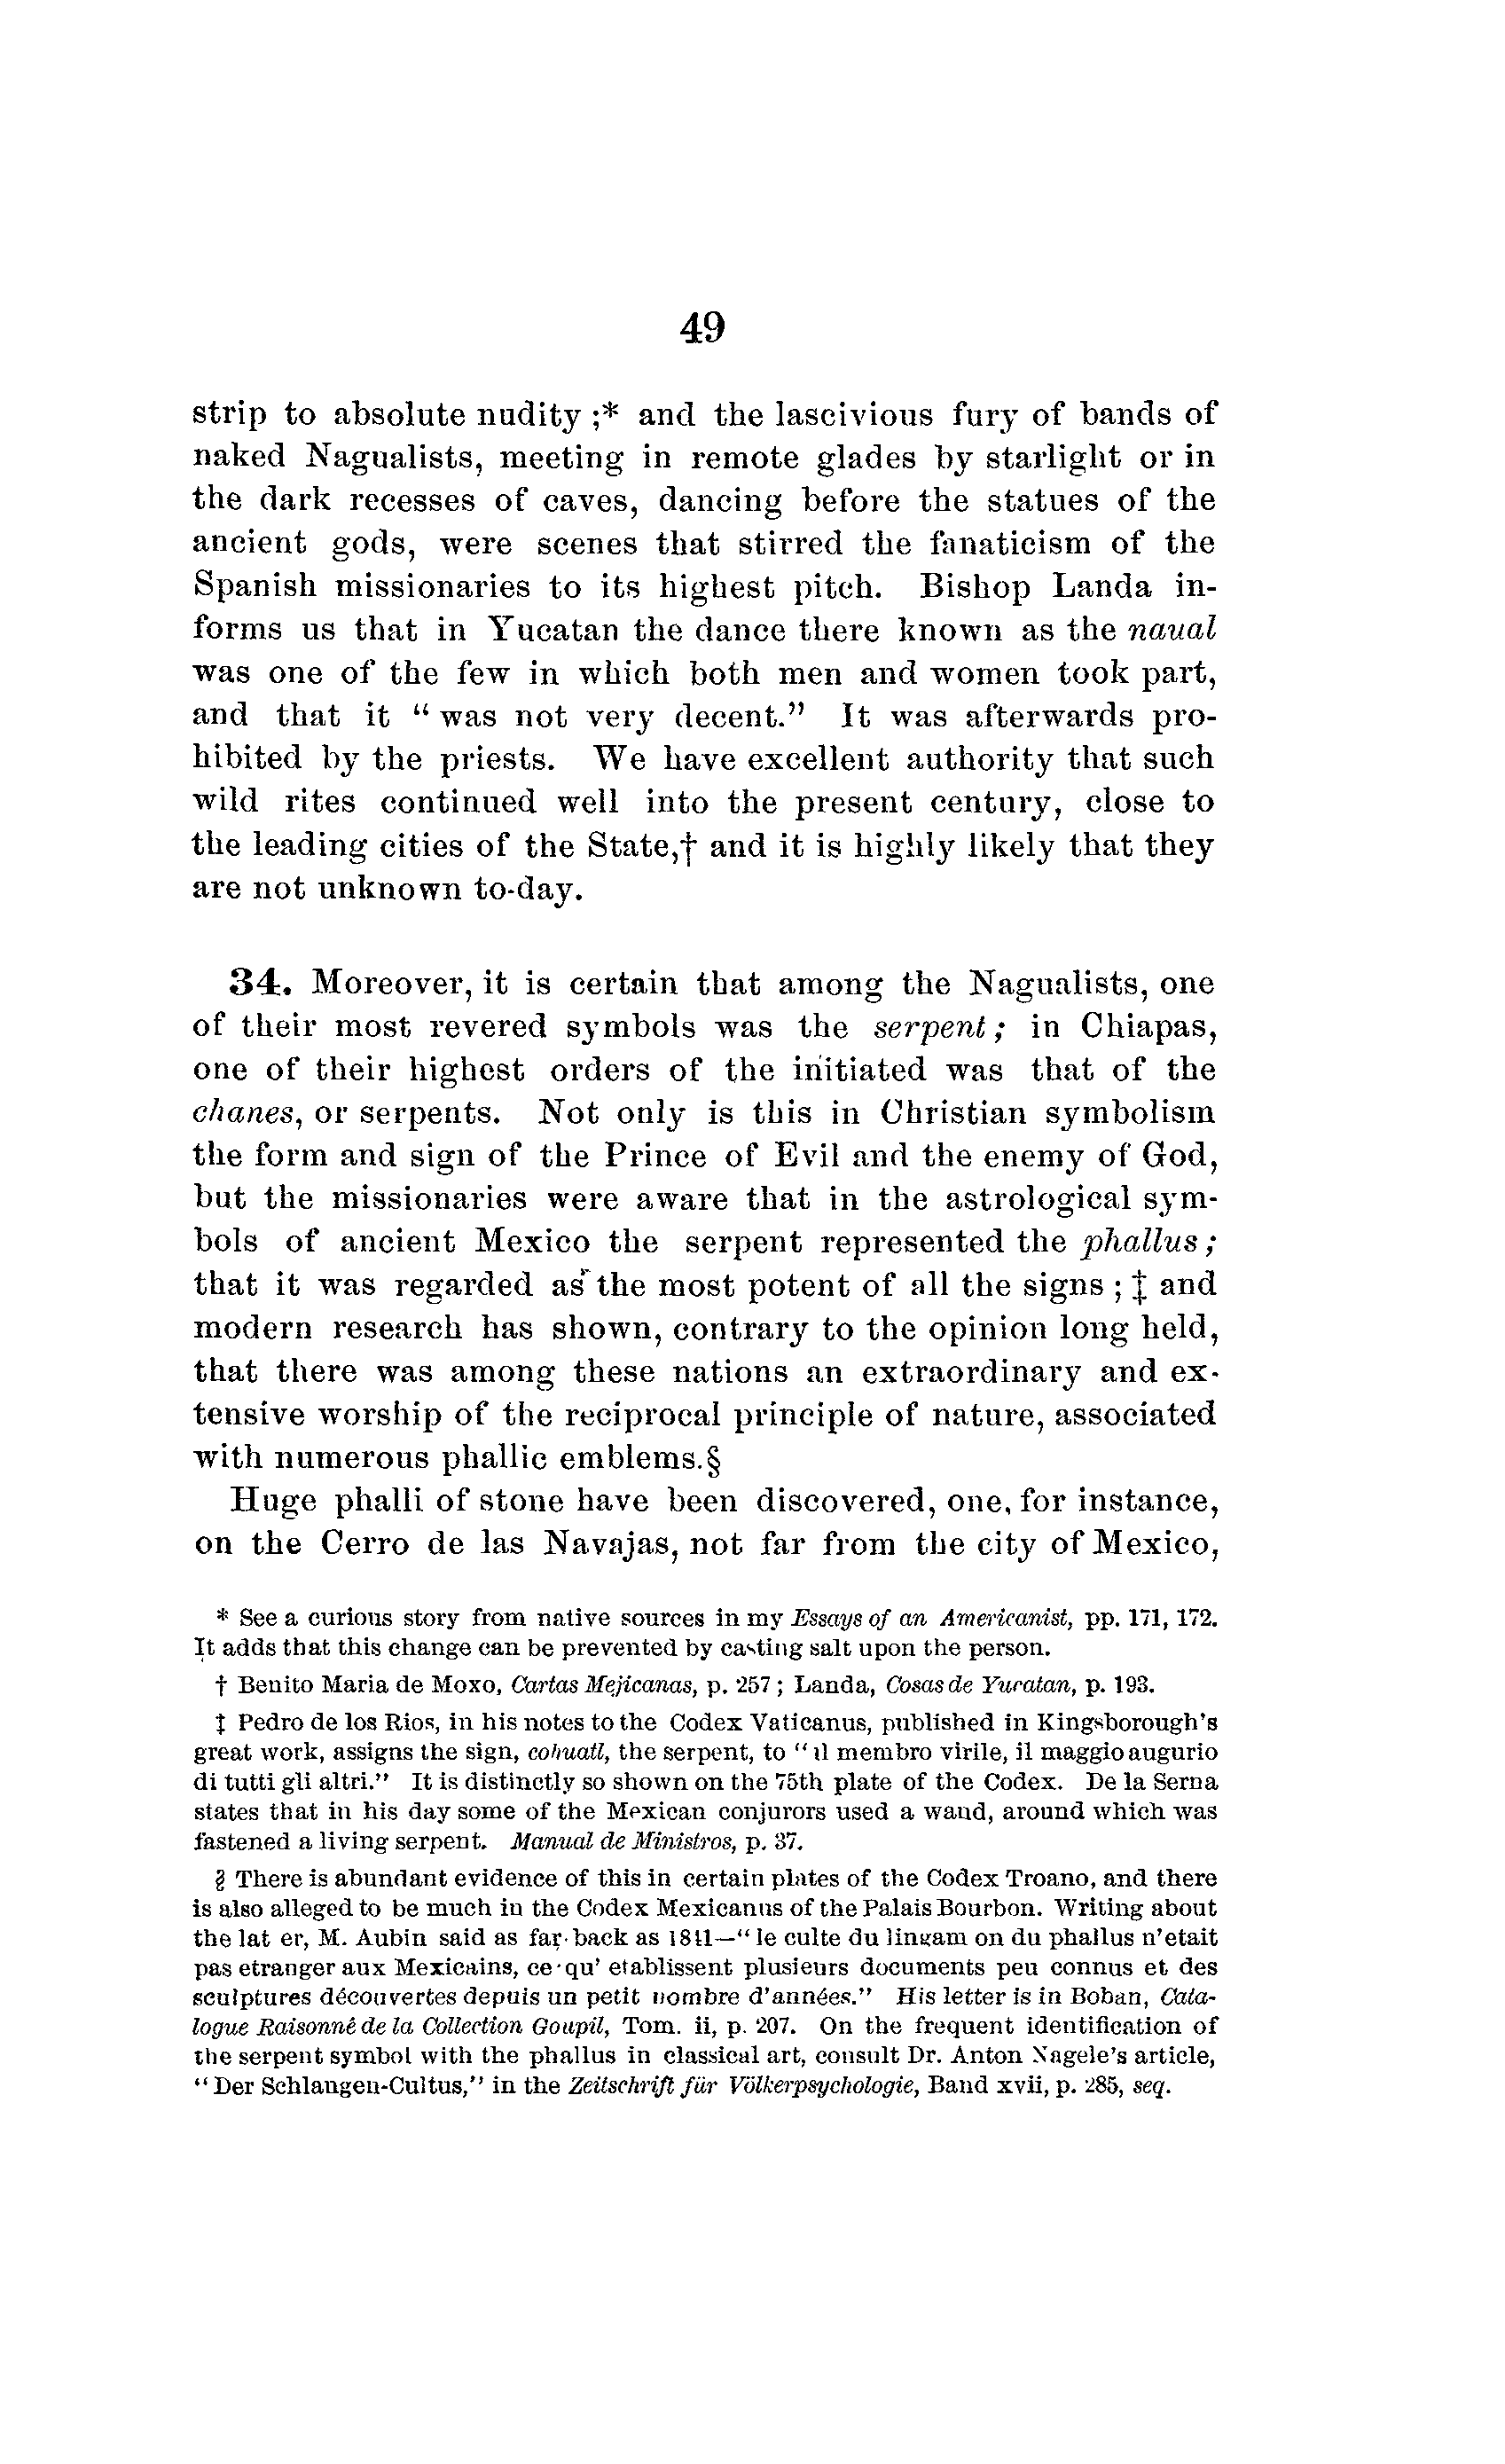 49
strip to absolute nudity ;* and the lascivious fury of bands of
naked Nagualists, meeting in remote glades by starlight or in
the dark recesses of caves, dancing before the statues of the
ancient gods, were scenes that stirred the fanaticism of the
Spanish missionaries to its highest pitch. Bishop Landa in-
forms us that in Yucatan the dance there known as the naual
was one of the few in which both men and women took part,
and that it “was not very decent.” It was afterwards pro-
hibited by the priests. We have excellent authority that such
wild rites continued well into the present century, close to
the leading cities of the State,† and it is highly likely that they
are not unknown to-day.
34. Moreover, it is certain that among the Nagualists, one
of their most revered symbols was the serpent; in Chiapas,
one of their highest orders of the initiated was that of the
chanes, or serpents. Not only is this in Christian symbolism
the form and sign of the Prince of Evil and the enemy of God,
but the missionaries were aware that in the astrological sym-
bols of ancient Mexico the serpent represented the phallus;
that it was regarded as the most potent of all the signs ; ‡ and
modern research has shown, contrary to the opinion long held,
that there was among these nations an extraordinary and ex-
tensive worship of the reciprocal principle of nature, associated
with numerous phallic emblems.§
Huge phalli of stone have been discovered, one, for instance,
on the Cerro de las Navajas, not far from the city of Mexico,
* See a curious story from native sources in my Essays of an Americanist, pp. 171, 172.
It adds that this change can be prevented by casting salt upon the person.
† Benito Maria de Moxo, Cartas Mejicanas, p. 257; Landa, Cosas de Yucatan, p. 193.
‡ Pedro de los Rios, in his notes to the Codex Vaticanus, published in Kingsborough's
great work, assigns the sign, cohuatl, the serpent, to “il membro virile, il maggio augurio
di tutti gli altri.” It is distinctly so shown on the 75th plate of the Codex. De la Serna
states that in his day some of the Mexican conjurors used a wand, around which was
fastened a living serpent. Manual de Ministros, p. 37.
§ There is abundant evidence of this in certain plates of the Codex Troano, and there
is also alleged to be much in the Codex Mexicanus of the Palais Bourbon. Writing about
the lat er, M. Aubin said as far back as 1841—“le culte du lingam on du phallus n'etait
pas etranger aux Mexicains, ce qu' etablissent plusieurs documents peu connus et des
sculptures découvertes depuis un petit nombre d'années.” His letter is in Boban, Cata-
logue Raisonné de la Collection Goupil, Tom. ii, p. 207. On the frequent identification of
the serpent symbol with the phallus in classical art, consult Dr. Anton Nagele's article,
“Der Schlangen-Cultus,” in the Zeitschrift für Völkerpsychologie, Band xvii, p. 285, seq.